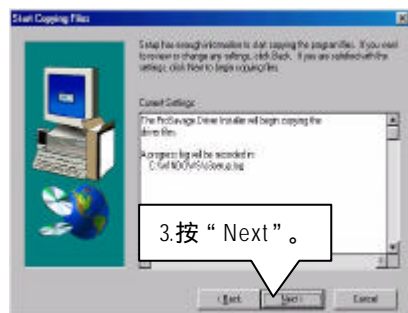 Start Copying Files
Setup has enough information to start copying the program files. If you want
to review or change any settings, click Back. If you are satisfied with the
settings, click Next to begin copying files.
Current Settings:
The ProSavage Driver Installer will begin copying the
driver files.
A progress log will be recorded in:
3.按“Next”。
< Back
Next >
Cancel